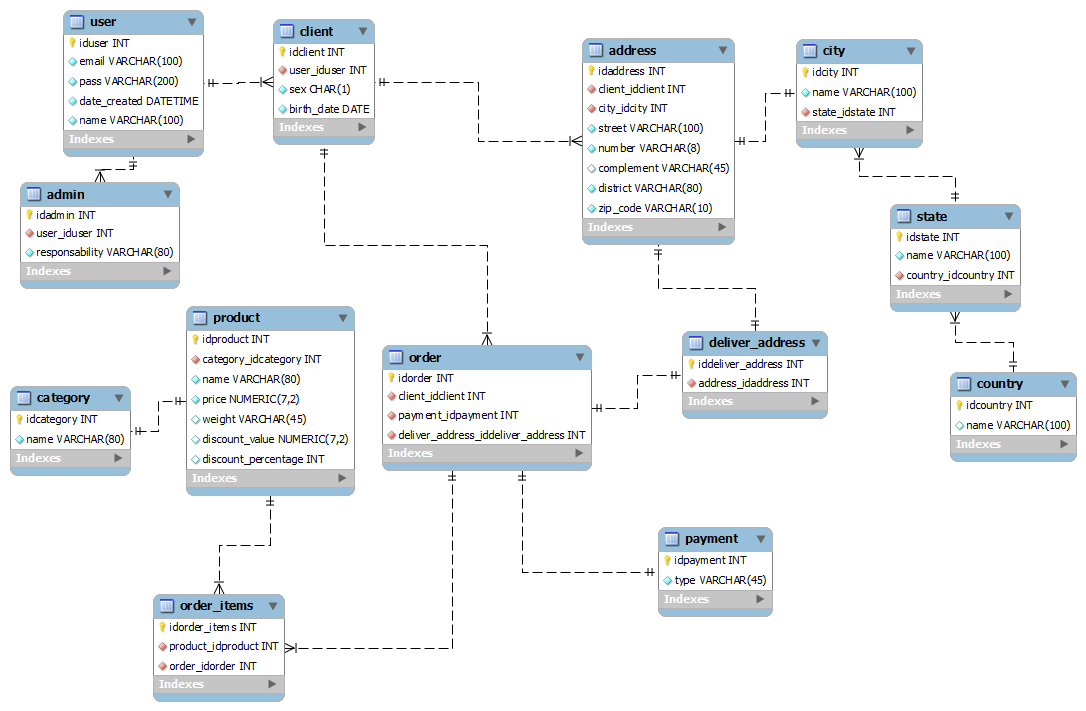 user
iduser INT
email VARCHAR(100)
pass VARCHAR(200)
date_created DATETIME
name VARCHAR(100)
Indexes
client
idclient INT
user_iduser INT
sex CHAR(1)
birth_date DATE
Indexes
address
idaddress INT
client_idclient INT
city_idcity INT
street VARCHAR(100)
number VARCHAR(8)
complement VARCHAR(45)
district VARCHAR(80)
zip_code VARCHAR(10)
Indexes
city
idcity INT
name VARCHAR(100)
state_idstate INT
Indexes
admin
idadmin INT
user_iduser INT
responsability VARCHAR(80)
Indexes
state
idstate INT
name VARCHAR(100)
country_idcountry INT
Indexes
product
idproduct INT
category_idcategory INT
name VARCHAR(80)
price NUMERIC(7,2)
weight VARCHAR(45)
discount_value NUMERIC(7,2)
discount_percentage INT
Indexes
order
idorder INT
client_idclient INT
payment_idpayment INT
deliver_address_iddeliver_address INT
Indexes
deliver_address
iddeliver_address INT
address_idaddress INT
Indexes
category
idcategory INT
name VARCHAR(80)
Indexes
country
idcountry INT
name VARCHAR(100)
Indexes
payment
idpayment INT
type VARCHAR(45)
Indexes
order_items
idorder_items INT
product_idproduct INT
order_idorder INT
Indexes